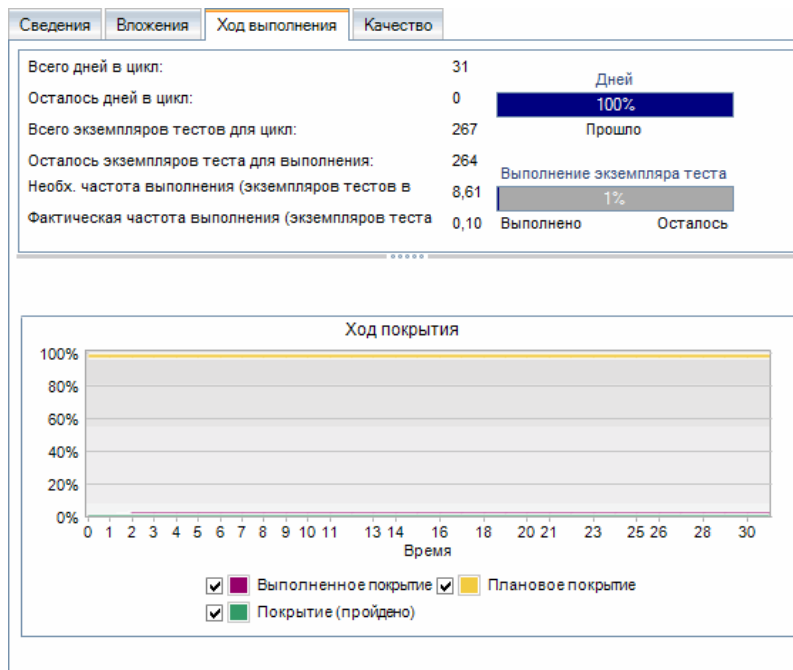 Сведения Вложения Ход выполнения Качество
Всего дней в цикл: 31
Дней
Осталось дней в цикл: 0
100%
Всего экземпляров тестов для цикл: 267
Прошло
Осталось экземпляров теста для выполнения: 264
Выполнение экземпляра теста
Необх. частота выполнения (экземпляров тестов в 8,61
1%
Фактическая частота выполнения (экземпляров теста 0,10
Выполнено Осталось
Ход покрытия
100%
80%
60%
40%
20%
0%
0 1 2 3 4 5 6 7 8 9 10 11 13 14 16 18 20 21 23 25 26 28 30
Время
Выполненное покрытие Плановое покрытие
Покрытие (пройдено)